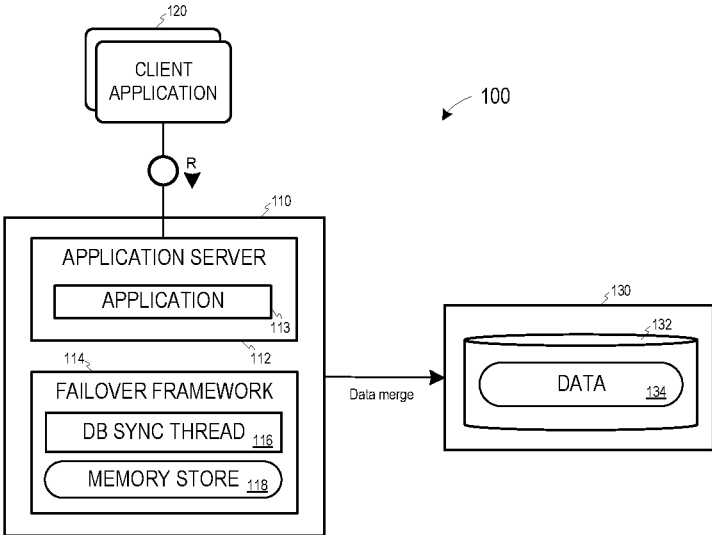 120
CLIENT
APPLICATION
100
R
110
APPLICATION SERVER
APPLICATION
113
112
114
FAILOVER FRAMEWORK
DB SYNC THREAD 116
MEMORY STORE 118
Data merge
130
132
DATA
134